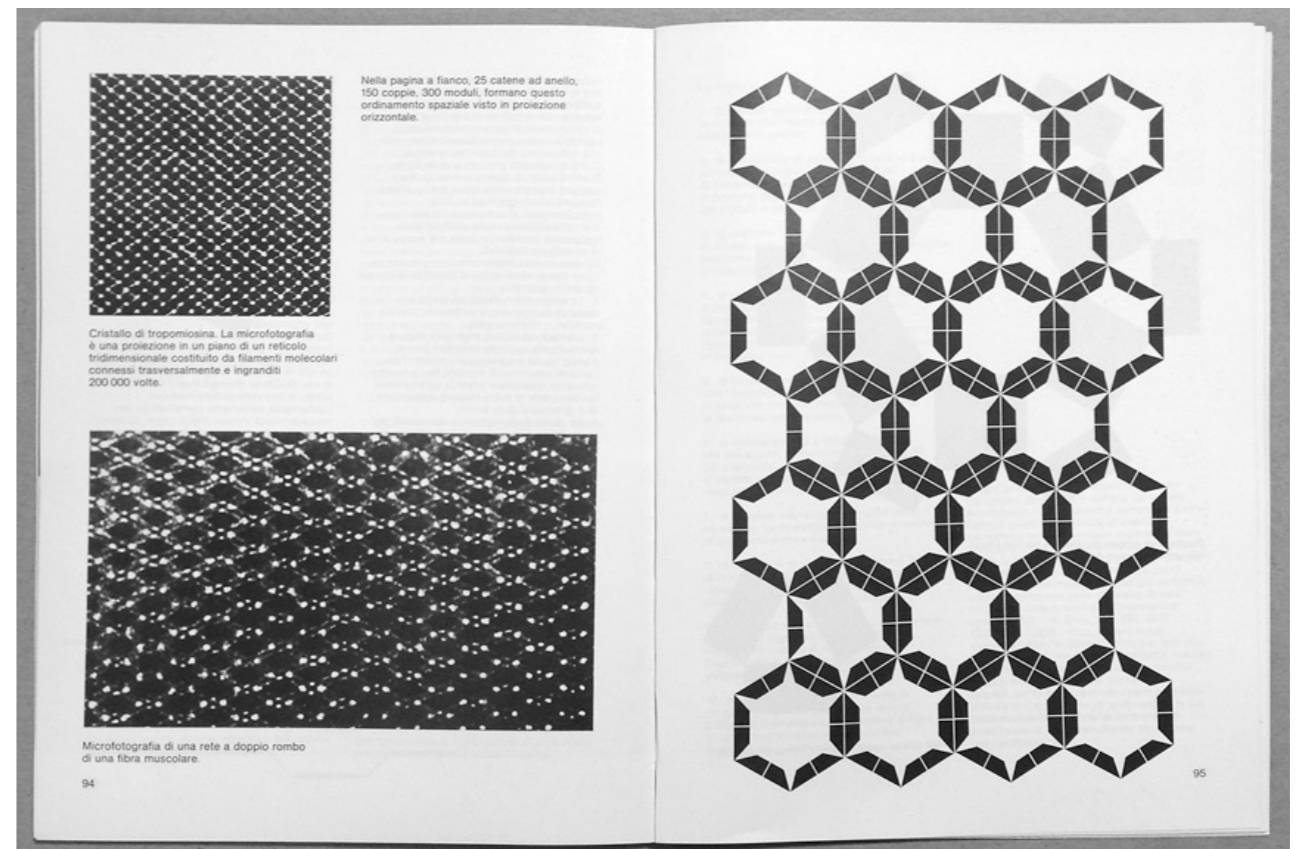 Nella pagina a fianco, 25 catene ad anello,
150 coppie, 300 moduli, formano questo
ordinamento spaziale visto in proiezione
orizzontale.
Cristallo di tropomiosina. La microfotografia
è una proiezione in un piano di un reticolo
tridimensionale costituito da filamenti molecolari
connessi trasversalmente e ingranditi
200 000 volte.
Microfotografia di una rete a doppio rombo
di una fibra muscolare.
94
95